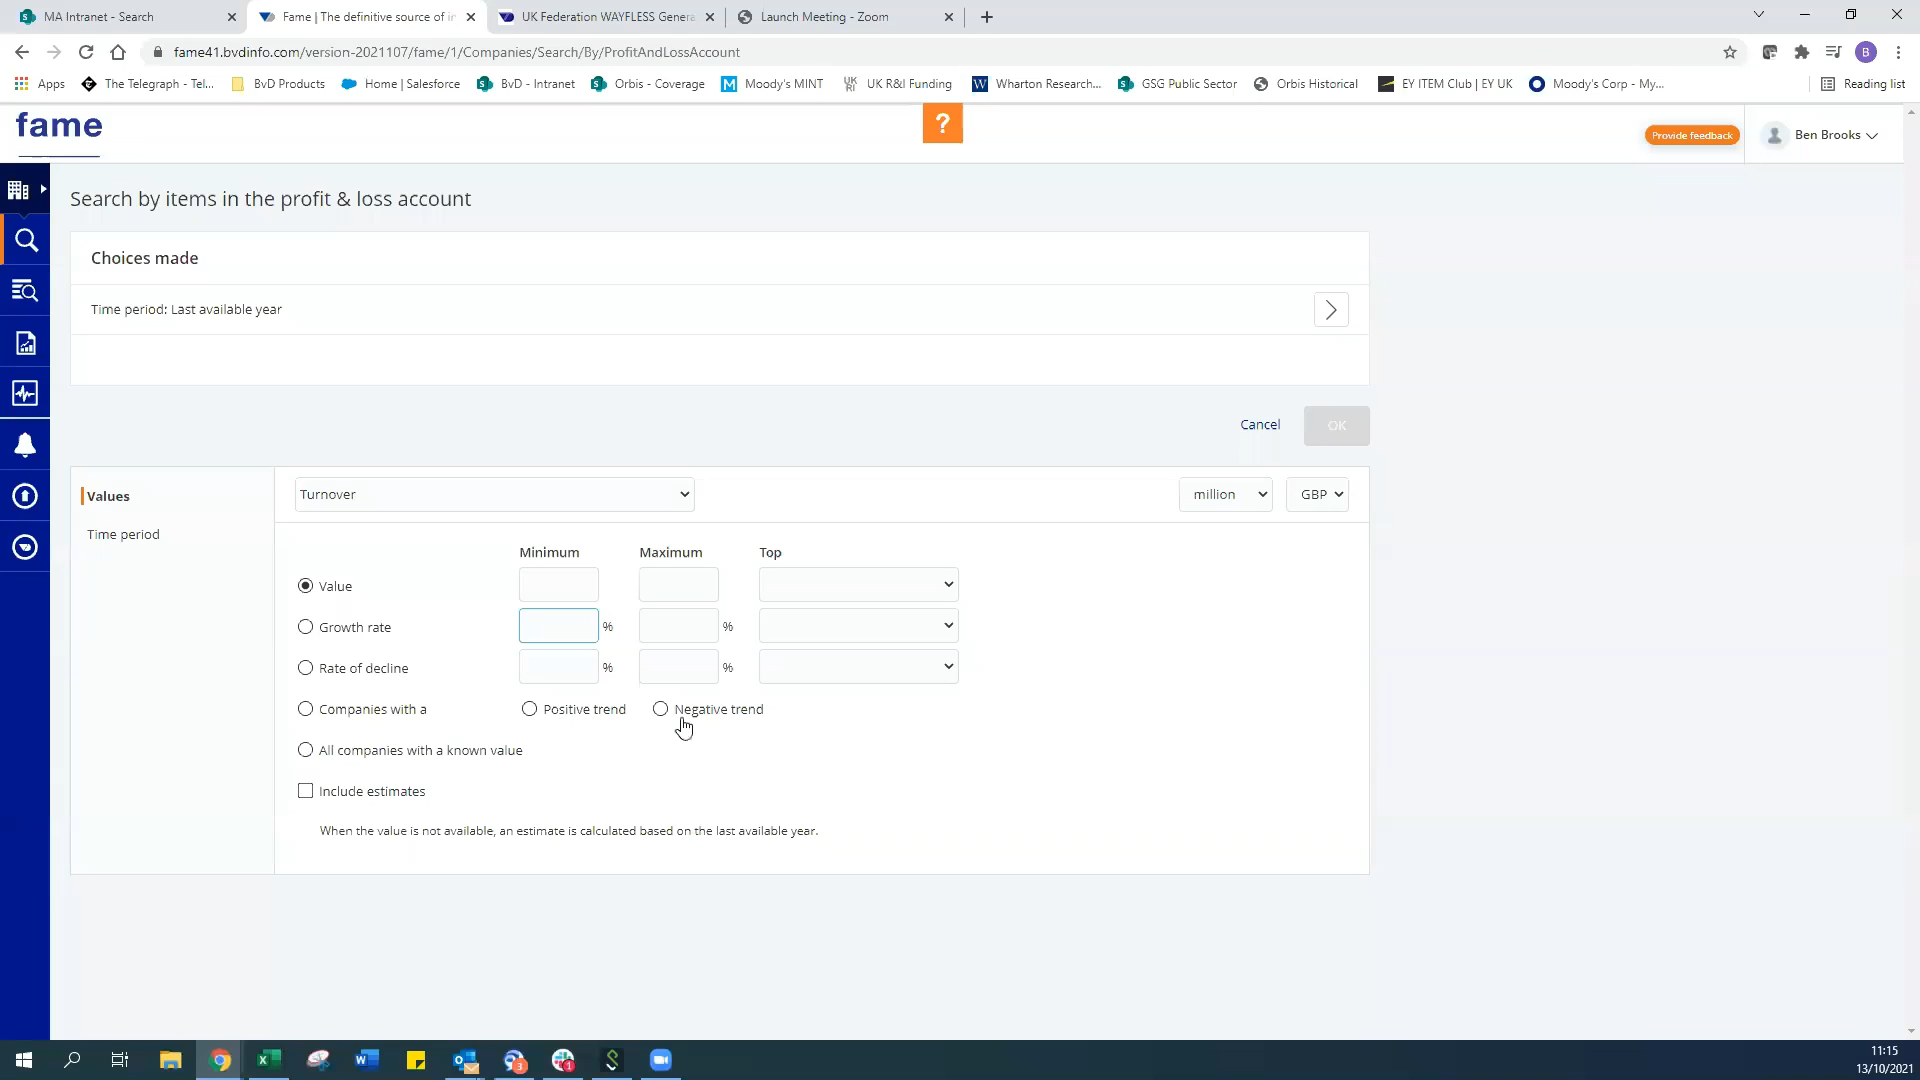 MA Intranet - Search
Fame | The definitive source of in
UK Federation WAYFLESS Genera
Launch Meeting - Zoom
fame41.bvdinfo.com/version-2021107/fame/1/Companies/Search/By/ProfitAndLossAccount
B
Apps
The Telegraph - Tel...
BvD Products
Home | Salesforce
BvD - Intranet
Orbis - Coverage
Moody's MINT
UK R&I Funding
Wharton Research...
GSG Public Sector
Orbis Historical
EY ITEM Club | EY UK
Moody's Corp - My...
Reading list
fame
?
Provide feedback
Ben Brooks
Search by items in the profit & loss account
Choices made
Time period: Last available year
Cancel
OK
Values
Time period
Turnover
million
GBP
Minimum
Maximum
Top
Value
Growth rate
%
%
Rate of decline
%
%
Companies with a
Positive trend
Negative trend
All companies with a known value
Include estimates
When the value is not available, an estimate is calculated based on the last available year.
11:15
13/10/2021